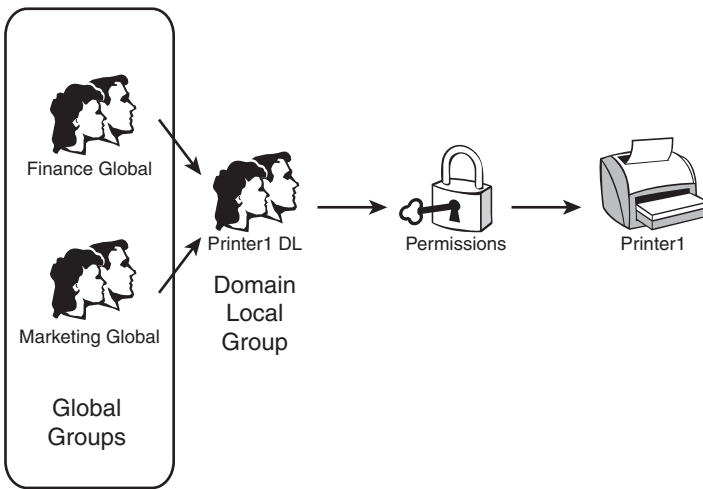 Finance Global
Printer1 DL
Permissions
Printer1
Domain
Local
Group
Marketing Global
Global
Groups